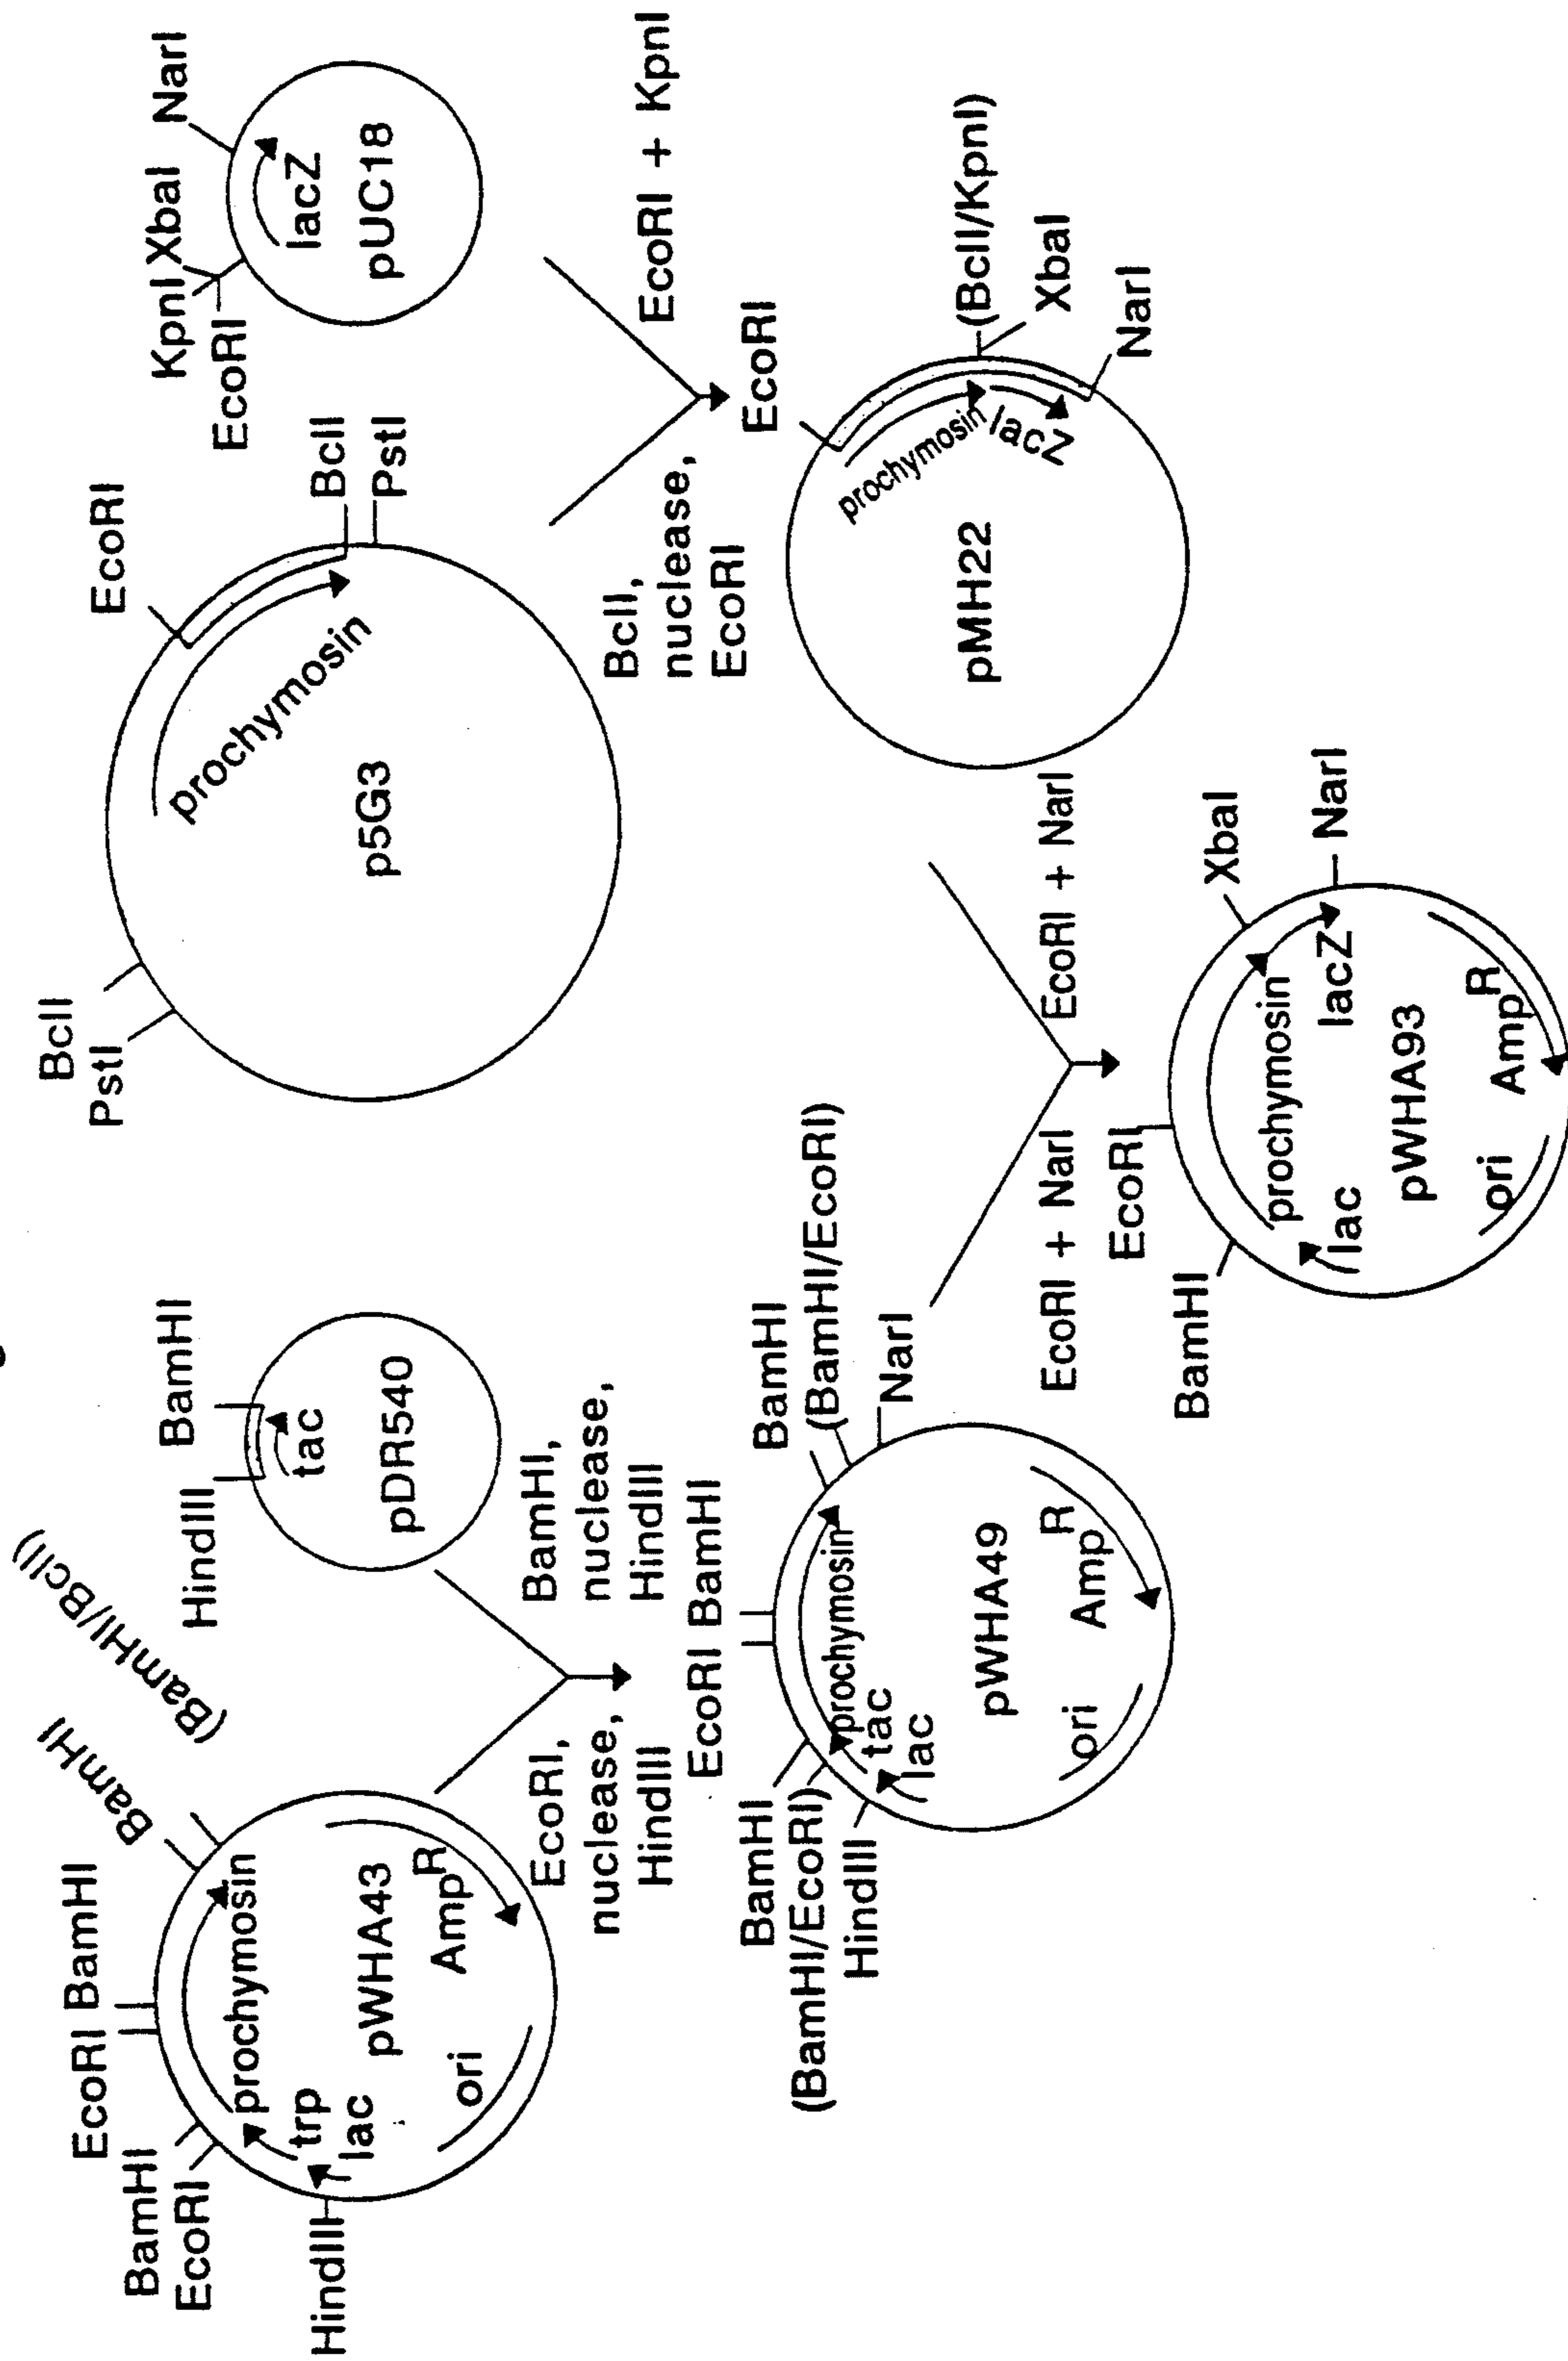 EcoRI BamHI
BamHI
(BamHI/BclI)
BamHI
EcoRI
HindIII
prochymosin
trp
lac
pWHA43
Amp R
ori
HindIII
BamHI
tac
pDR540
BclI
PstI
EcoRI
BclI
PstI
prochymosin
p5G3
KpnI XbaI
NarI
EcoRI
lacZ
pUC18
EcoRI,
nuclease,
HindIII
BamHI,
nuclease,
HindIII
BclI,
nuclease,
EcoRI
EcoRI + KpnI
EcoRI BamHI
BamHI
(BamHI/EcoRI)
NarI
BamHI
(BamHI/EcoRI)
HindIII
prochymosin
tac
lac
pWHA49
Amp R
ori
EcoRI
(BclI/KpnI)
XbaI
NarI
prochymosin
lacZ
pMH22
EcoRI + NarI
EcoRI + NarI
EcoRI
BamHI
XbaI
NarI
prochymosin
lac
lacZ
pWHA93
Amp R
ori